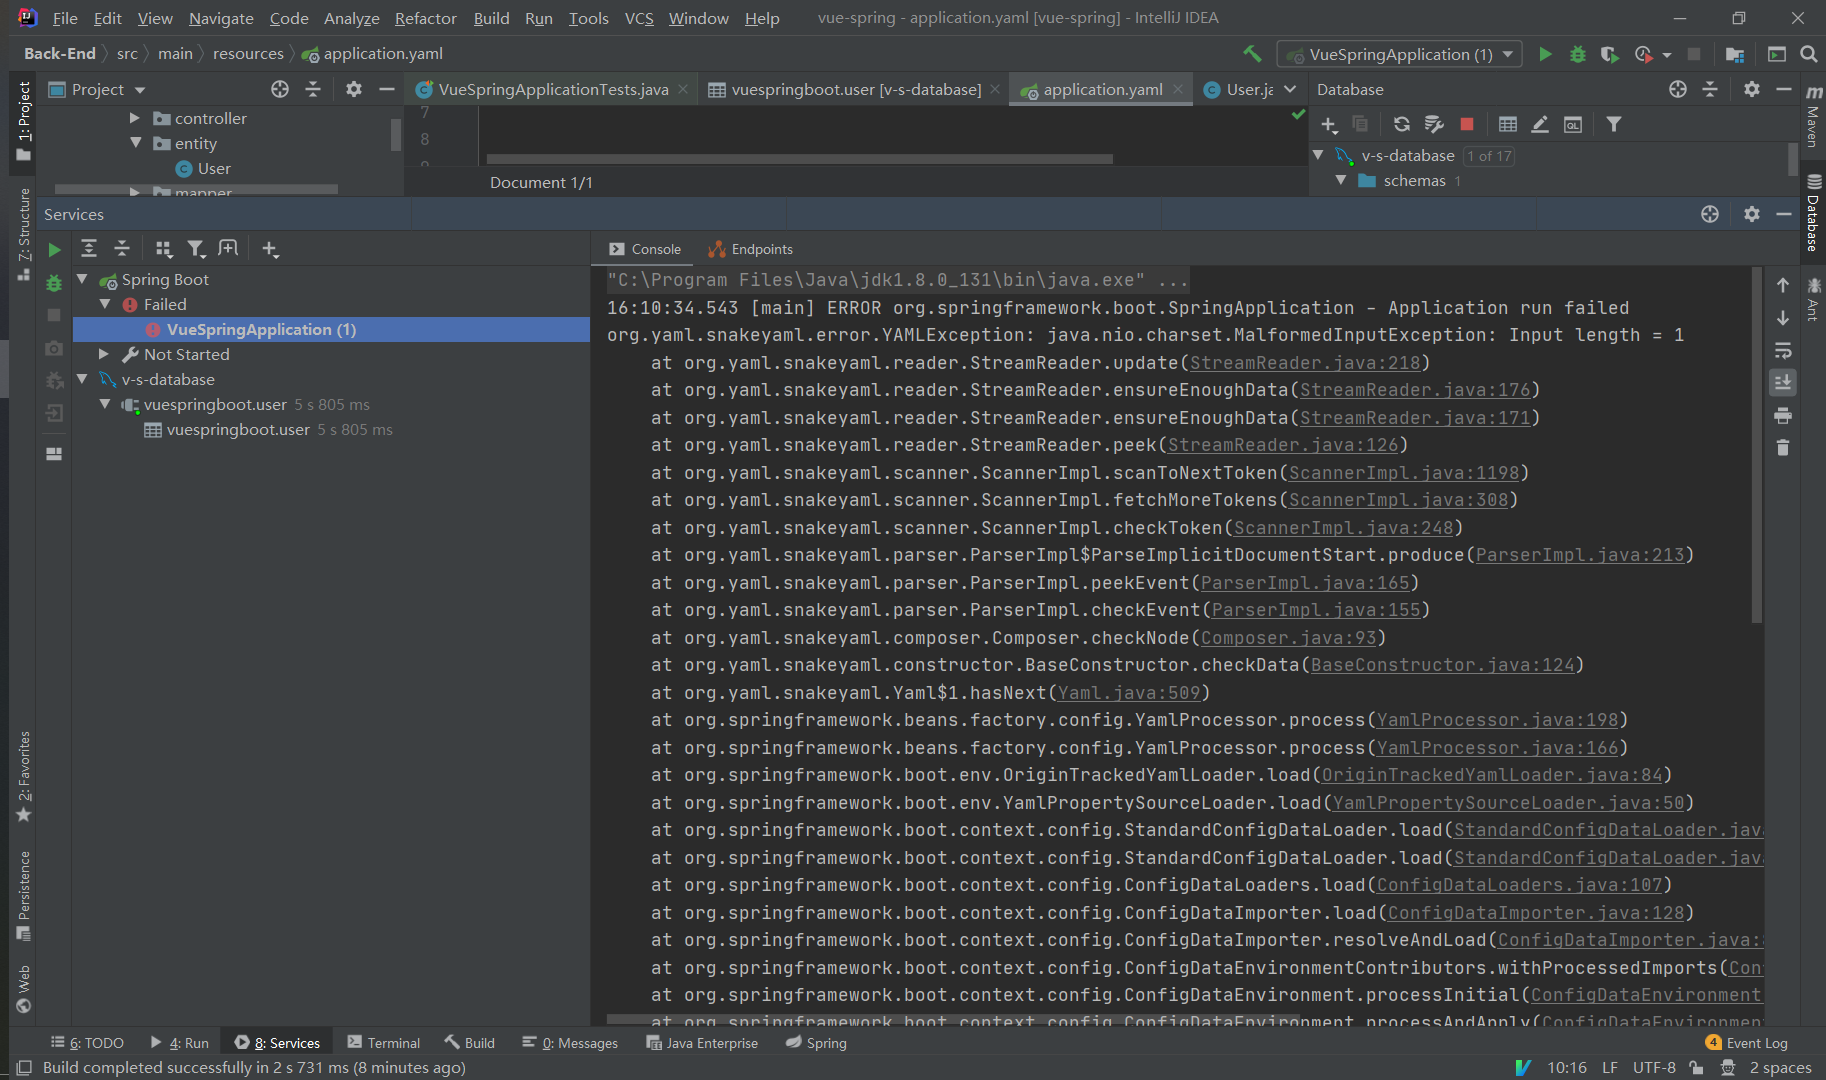 File Edit View Navigate Code Analyze Refactor Build Run Tools VCS Window Help vue-spring - application.yaml [vue-spring] - IntelliJ IDEA
Back-End src main resources application.yaml
VueSpringApplication (1)
Project
VueSpringApplicationTests.java
vuespringboot.user [v-s-database]
application.yaml
User.ja
Database
controller
entity
User
mapper
7
8
Document 1/1
v-s-database 1 of 17
schemas 1
1: Project
Z: Structure
2: Favorites
Persistence
Web
Maven
Database
Ant
Services
Spring Boot
Failed
VueSpringApplication (1)
Not Started
v-s-database
vuespringboot.user 5 s 805 ms
vuespringboot.user 5 s 805 ms
Console Endpoints
"C:\Program Files\Java\jdk1.8.0_131\bin\java.exe" ...
16:10:34.543 [main] ERROR org.springframework.boot.SpringApplication - Application run failed
org.yaml.snakeyaml.error.YAMLException: java.nio.charset.MalformedInputException: Input length = 1
at org.yaml.snakeyaml.reader.StreamReader.update(StreamReader.java:218)
at org.yaml.snakeyaml.reader.StreamReader.ensureEnoughData(StreamReader.java:176)
at org.yaml.snakeyaml.reader.StreamReader.ensureEnoughData(StreamReader.java:171)
at org.yaml.snakeyaml.reader.StreamReader.peek(StreamReader.java:126)
at org.yaml.snakeyaml.scanner.ScannerImpl.scanToNextToken(ScannerImpl.java:1198)
at org.yaml.snakeyaml.scanner.ScannerImpl.fetchMoreTokens(ScannerImpl.java:308)
at org.yaml.snakeyaml.scanner.ScannerImpl.checkToken(ScannerImpl.java:248)
at org.yaml.snakeyaml.parser.ParserImpl$ParseImplicitDocumentStart.produce(ParserImpl.java:213)
at org.yaml.snakeyaml.parser.ParserImpl.peekEvent(ParserImpl.java:165)
at org.yaml.snakeyaml.parser.ParserImpl.checkEvent(ParserImpl.java:155)
at org.yaml.snakeyaml.composer.Composer.checkNode(Composer.java:93)
at org.yaml.snakeyaml.constructor.BaseConstructor.checkData(BaseConstructor.java:124)
at org.yaml.snakeyaml.Yaml$1.hasNext(Yaml.java:509)
at org.springframework.beans.factory.config.YamlProcessor.process(YamlProcessor.java:198)
at org.springframework.beans.factory.config.YamlProcessor.process(YamlProcessor.java:166)
at org.springframework.boot.env.OriginTrackedYamlLoader.load(OriginTrackedYamlLoader.java:84)
at org.springframework.boot.env.YamlPropertySourceLoader.load(YamlPropertySourceLoader.java:50)
at org.springframework.boot.context.config.StandardConfigDataLoader.load(StandardConfigDataLoader.jav
at org.springframework.boot.context.config.StandardConfigDataLoader.load(StandardConfigDataLoader.jav
at org.springframework.boot.context.config.ConfigDataLoaders.load(ConfigDataLoaders.java:107)
at org.springframework.boot.context.config.ConfigDataImporter.load(ConfigDataImporter.java:128)
at org.springframework.boot.context.config.ConfigDataImporter.resolveAndLoad(ConfigDataImporter.java:
at org.springframework.boot.context.config.ConfigDataEnvironmentContributors.withProcessedImports(Con
at org.springframework.boot.context.config.ConfigDataEnvironment.processInitial(ConfigDataEnvironment
at org.springframework.boot.context.config.ConfigDataEnvironment.processAndApply(ConfigDataEnvironmen
6: TODO 4: Run 8: Services Terminal Build 0: Messages Java Enterprise Spring 4 Event Log
Build completed successfully in 2 s 731 ms (8 minutes ago) 10:16 LF UTF-8 2 spaces